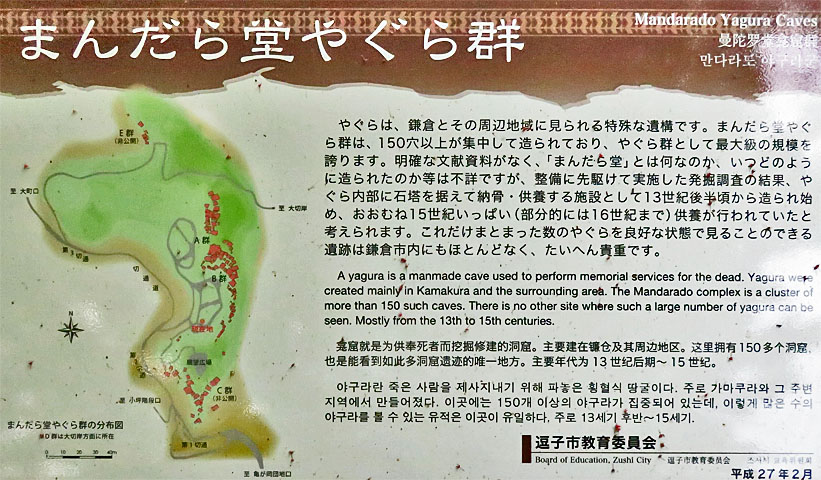 まんだら堂やぐら群
Mandarado Yagura Caves
曼陀罗堂窑窟群
만다라도 야구라군
やぐらは、鎌倉とその周辺地域に見られる特殊な遺構です。まんだら堂やぐ
ら群は、150穴以上が集中して造られており、やぐら群として最大級の規模を
誇ります。明確な文献資料がなく、「まんだら堂」とは何なのか、いつどのよう
に造られたのか等は不詳ですが、整備に先駆けて実施した発掘調査の結果、や
ぐら内部に石塔を据えて納骨・供養する施設として13世紀後半頃から造られ始
め、おおむね15世紀いっぱい(部分的には16世紀まで)供養が行われていたと
考えられます。これだけまとまった数のやぐらを良好な状態で見ることのできる
遺跡は鎌倉市内にもほとんどなく、たいへん貴重です。
A yagura is a manmade cave used to perform memorial services for the dead. Yagura were
created mainly in Kamakura and the surrounding area. The Mandarado complex is a cluster of
more than 150 such caves. There is no other site where such a large number of yagura can be
seen. Mostly from the 13th to 15th centuries.
窟就是为供奉死者而挖掘修建的洞窟。主要建在镰仓及其周边地区。这里拥有150多个洞窟,
也是能看到如此多洞窟遗迹的唯一地方。主要年代为13世纪后期～15世纪。
야구라란 죽은 사람을 제사지내기 위해 파놓은 횡혈식 땅굴이다. 주로 가마쿠라와 그 주변
지역에서 만들어졌다. 이곳에는 150개 이상의 야구라가 집중되어 있는데, 이렇게 많은 수의
야구라를 볼 수 있는 유적은 이곳이 유일하다. 주로 13세기 후반～15세기.
逗子市教育委員会
Board of Education, Zushi City 逗子市教育委員会
平成27年2月
E群
(非公開)
至 大町口
至 大切岸
第3切通
切通道
A群
B群
展望広場
第2切通
C群
(非公開)
至 小坪階段口
第1切通
至 亀が岡団地口
まんだら堂やぐら群の分布図
※D群は大切岸方面に所在
0 10 20 30 40m